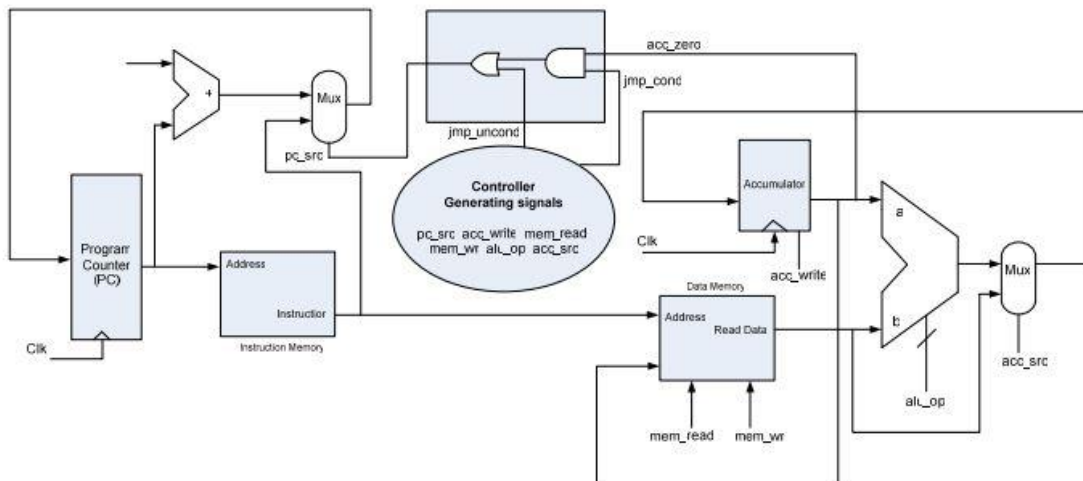 acc_zero
jmp_cond
4
Mux
jmp_uncond
pc_src
Controller
Generating signals
pc_src acc_write mem_read
mem_wr alu_op acc_src
Accumulator
Clk
acc_write
a
b
Mux
acc_src
alu_op
Program
Counter
(PC)
Clk
Address
Instruction
Instruction Memory
Data Memory
Address
Read Data
mem_read
mem_wr